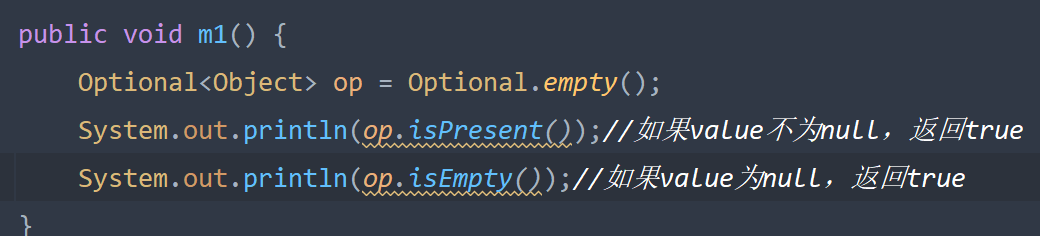 public void m1() {
Optional<Object> op = Optional.empty();
System.out.println(op.isPresent());//如果value不为null，返回true
System.out.println(op.isEmpty());//如果value为null，返回true
}